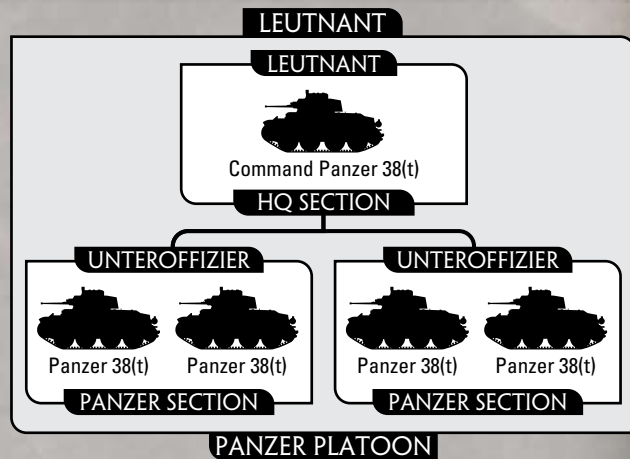 LEUTNANT
LEUTNANT
Command Panzer 38(t)
HQ SECTION
UNTEROFFIZIER
Panzer 38(t) Panzer 38(t)
PANZER SECTION
UNTEROFFIZIER
Panzer 38(t) Panzer 38(t)
PANZER SECTION
PANZER PLATOON